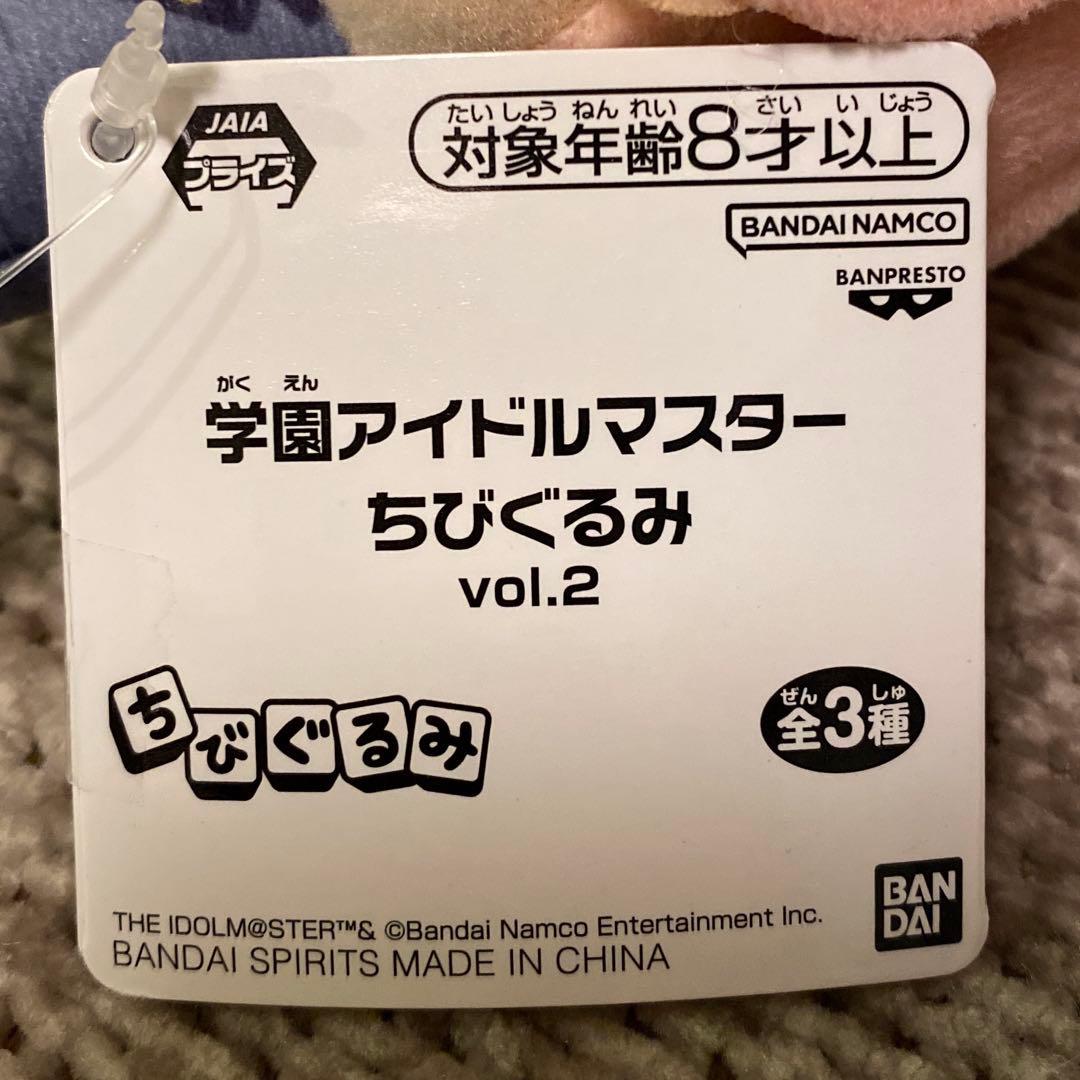 JAIA
プライズ
たいしょうねんれい さいいじょう
対象年齢8才以上
BANDAI NAMCO
BANPRESTO
がく えん
学園アイドルマスター
ちびぐるみ
vol.2
ちびぐるみ
ぜん しゅ
全3種
BAN
DAI
THE IDOLM@STER™& ©Bandai Namco Entertainment Inc.
BANDAI SPIRITS MADE IN CHINA